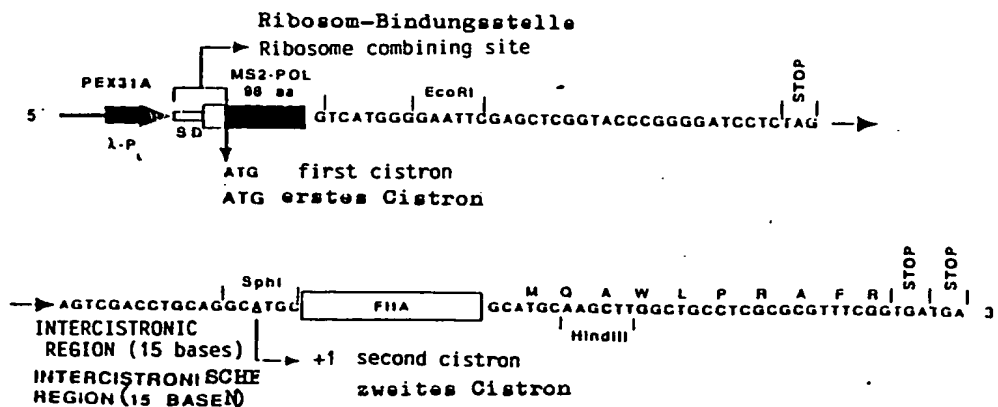 Ribosom-Bindungsstelle
Ribosome combining site
PEX31A
MS2-POL
98 aa
EcoRI
STOP
5'
SD
GTCATGGGGAATTCGAGCTCGGTACCCGGGGATCCTCTAG
λ-PL
ATG first cistron
ATG erstes Cistron
SphI
M Q A W L P R A F R
STOP
STOP
AGTCGACCTGCAGGCATGC
FIIA
GCATGCAAGCTTGGCTGCCTCGCGCGTTTCGGTGATGA
3
INTERCISTRONIC
REGION (15 bases)
HindIII
+1 second cistron
INTERCISTRONISCHE
REGION (15 BASEN)
zweites Cistron